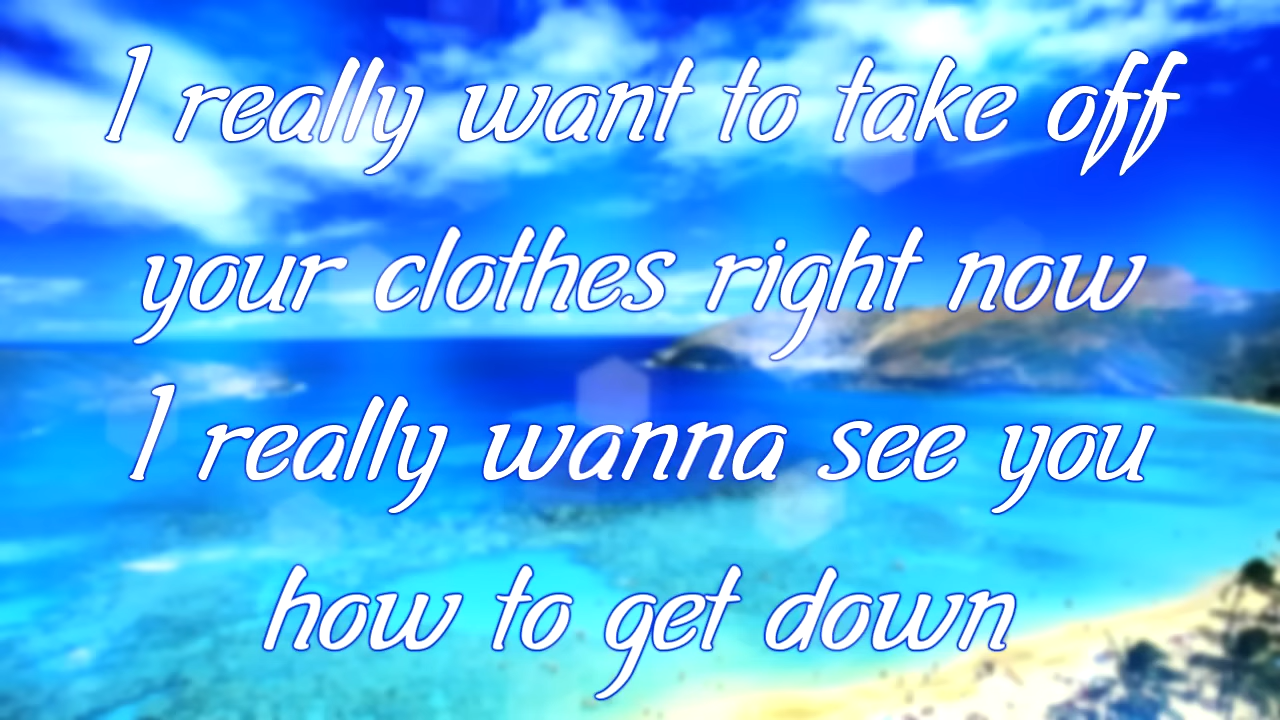 I really want to take off
your clothes right now
I really wanna see you
how to get down